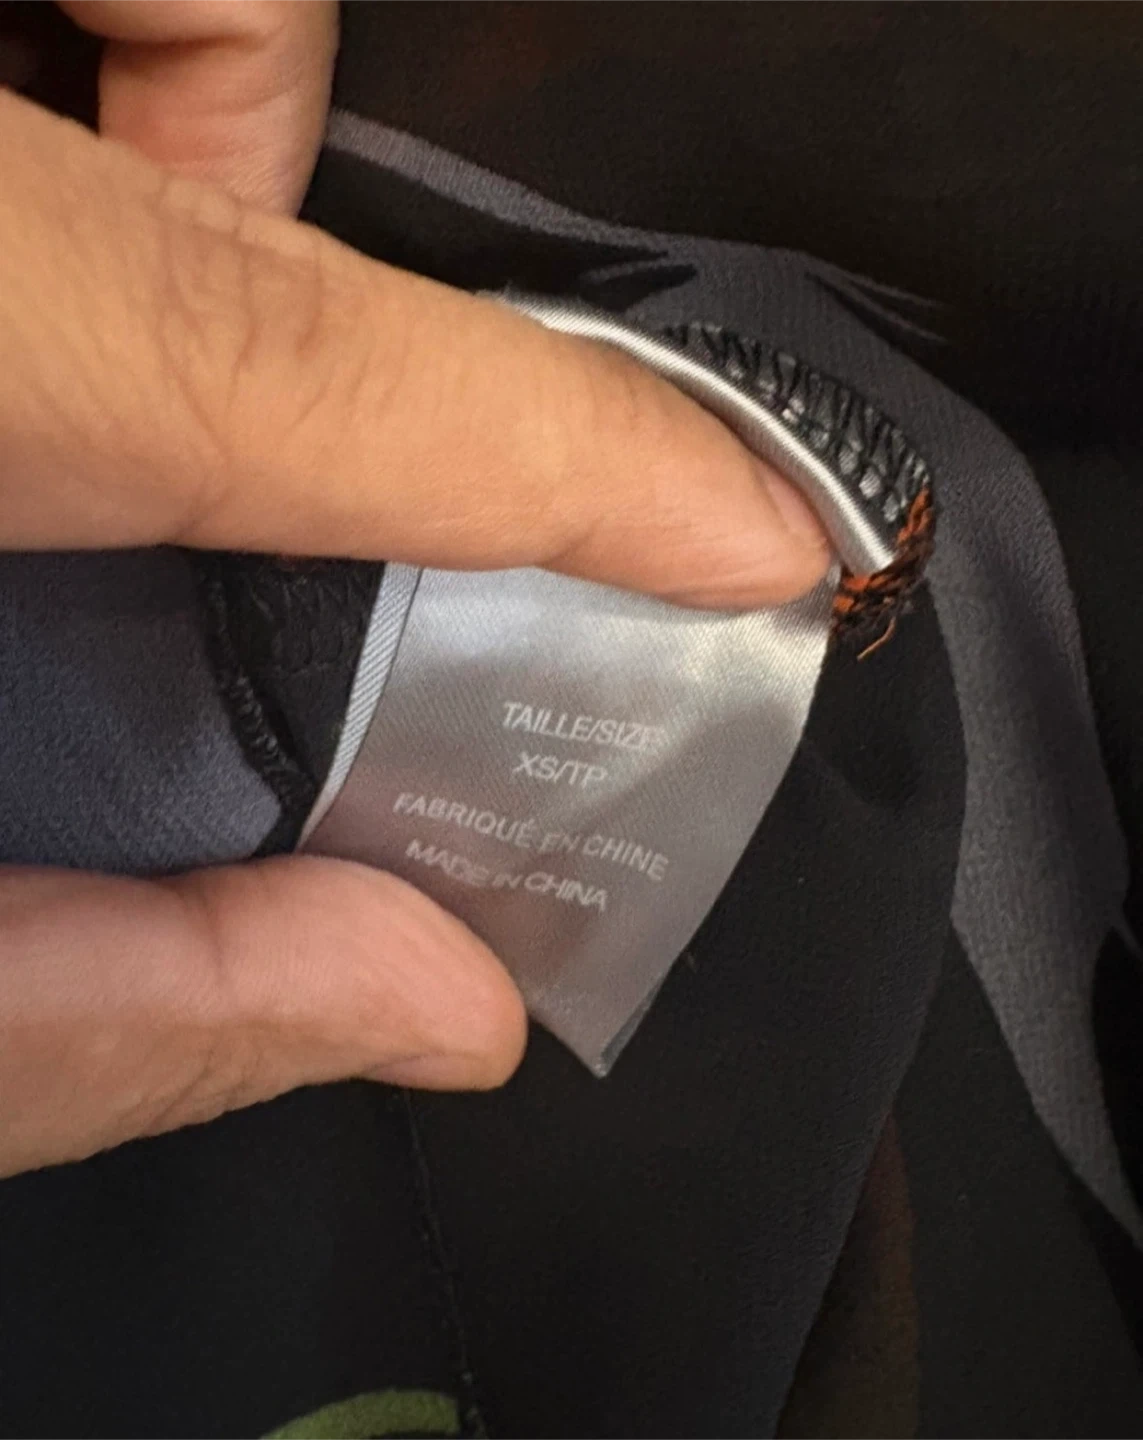 TAILLE/SIZE:
XS/TP
FABRIQUÉ EN CHINE
MADE IN CHINA